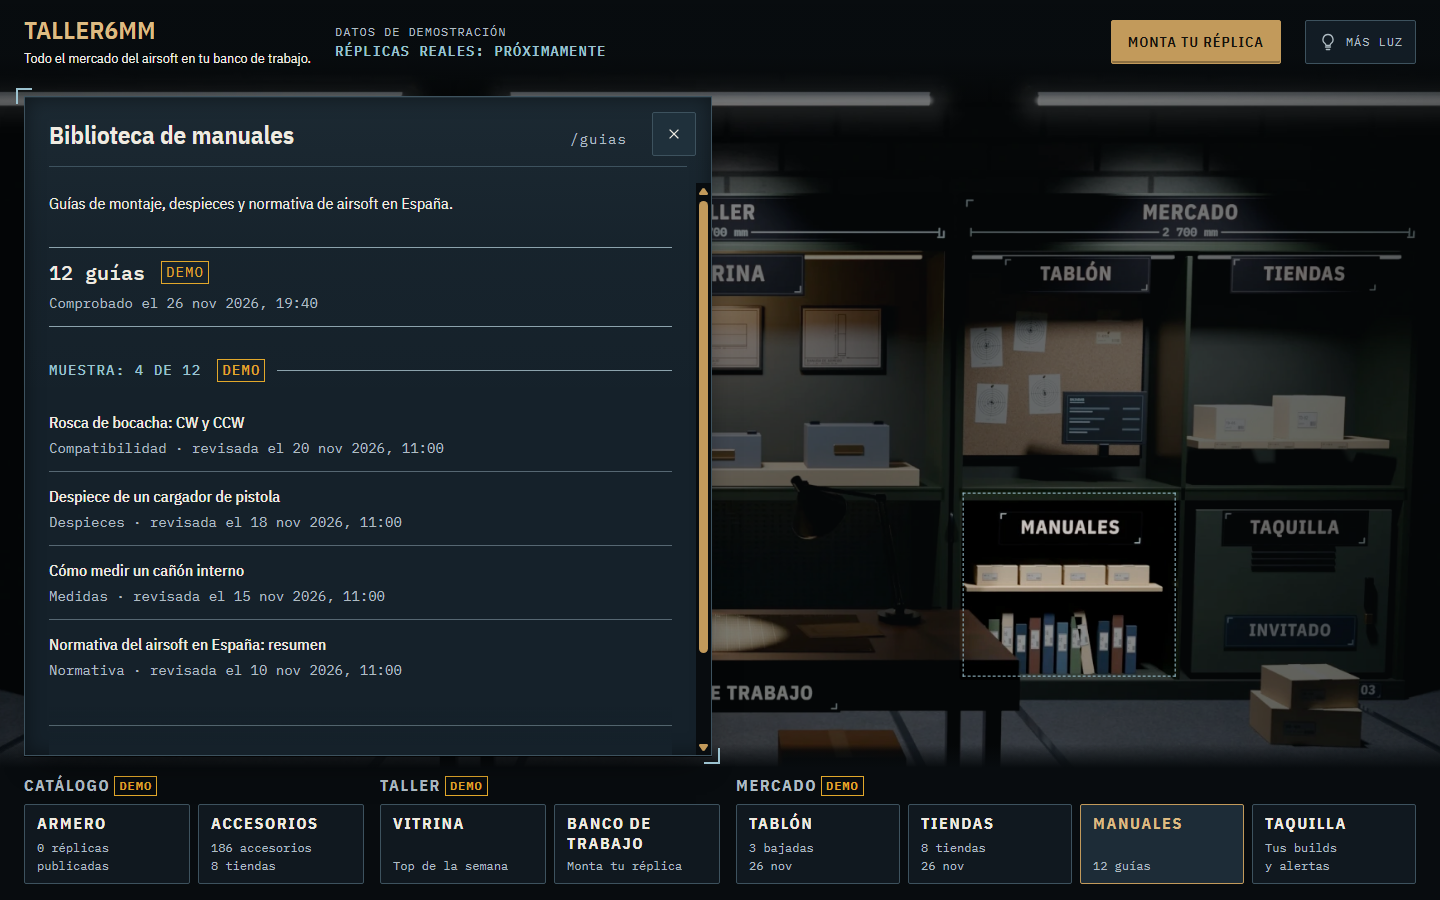 TALLER6MM
Todo el mercado del airsoft en tu banco de trabajo.
DATOS DE DEMOSTRACIÓN
RÉPLICAS REALES: PRÓXIMAMENTE
MONTA TU RÉPLICA
MÁS LUZ
Biblioteca de manuales
/guias
Guías de montaje, despieces y normativa de airsoft en España.
12 guías DEMO
Comprobado el 26 nov 2026, 19:40
MUESTRA: 4 DE 12 DEMO
Rosca de bocacha: CW y CCW
Compatibilidad · revisada el 20 nov 2026, 11:00
Despiece de un cargador de pistola
Despieces · revisada el 18 nov 2026, 11:00
Cómo medir un cañón interno
Medidas · revisada el 15 nov 2026, 11:00
Normativa del airsoft en España: resumen
Normativa · revisada el 10 nov 2026, 11:00
LLER
00 mm
RINA
MERCADO
2 700 mm
TABLÓN
TIENDAS
MANUALES
TAQUILLA
INVITADO
E TRABAJO
03
CATÁLOGO DEMO
ARMERO
0 réplicas
publicadas
ACCESORIOS
186 accesorios
8 tiendas
TALLER DEMO
VITRINA
Top de la semana
BANCO DE
TRABAJO
Monta tu réplica
MERCADO DEMO
TABLÓN
3 bajadas
26 nov
TIENDAS
8 tiendas
26 nov
MANUALES
12 guías
TAQUILLA
Tus builds
y alertas